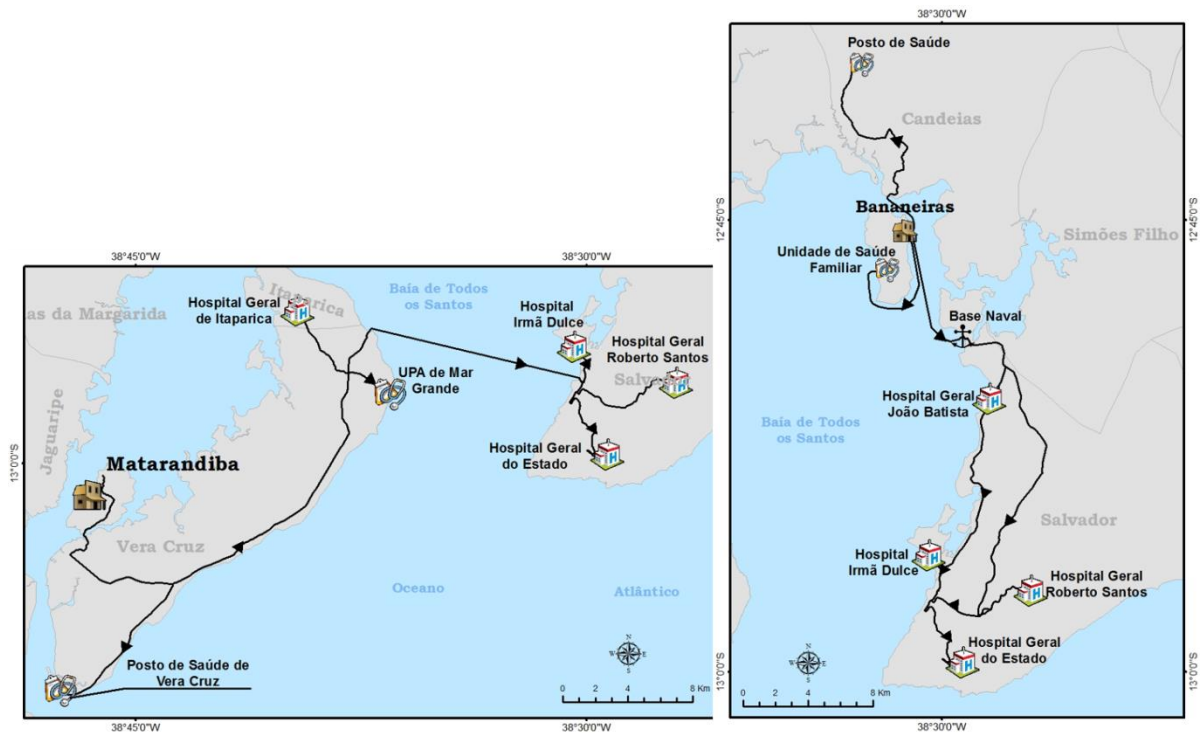 38°45'0"W
38°30'0"W
Hospital Geral
de Itaparica
Itaparica
Baía de Todos
os Santos
Hospital
Irmã Dulce
as da Margarida
Hospital Geral
Roberto Santos
UPA de Mar
Grande
Salvador
Jaguaripe
Hospital Geral
do Estado
13°0'0"S
Matarandiba
Vera Cruz
Oceano
Atlântico
Posto de Saúde de
Vera Cruz
N
W
E
S
0 2 4 8 Km
38°45'0"W
38°30'0"W
38°30'0"W
Posto de Saúde
Candeias
Bananeiras
12°45'0"S
12°45'0"S
Simões Filho
Unidade de Saúde
Familiar
Base Naval
Hospital Geral
João Batista
Baía de Todos
os Santos
Salvador
Hospital
Irmã Dulce
Hospital Geral
Roberto Santos
Hospital Geral
do Estado
N
W
E
S
13°0'0"S
13°0'0"S
0 2 4 8 Km
38°30'0"W